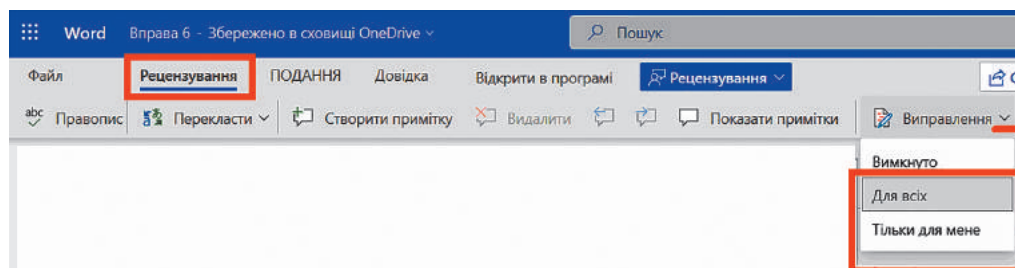 Word Вправа 6 - Збережено в сховищі OneDrive Пошук
Файл Рецензування ПОДАННЯ Довідка Відкрити в програмі Рецензування
abc Правопис Перекласти Створити примітку Видалити Показати примітки Виправлення
Вимкнуто
Для всіх
Тільки для мене